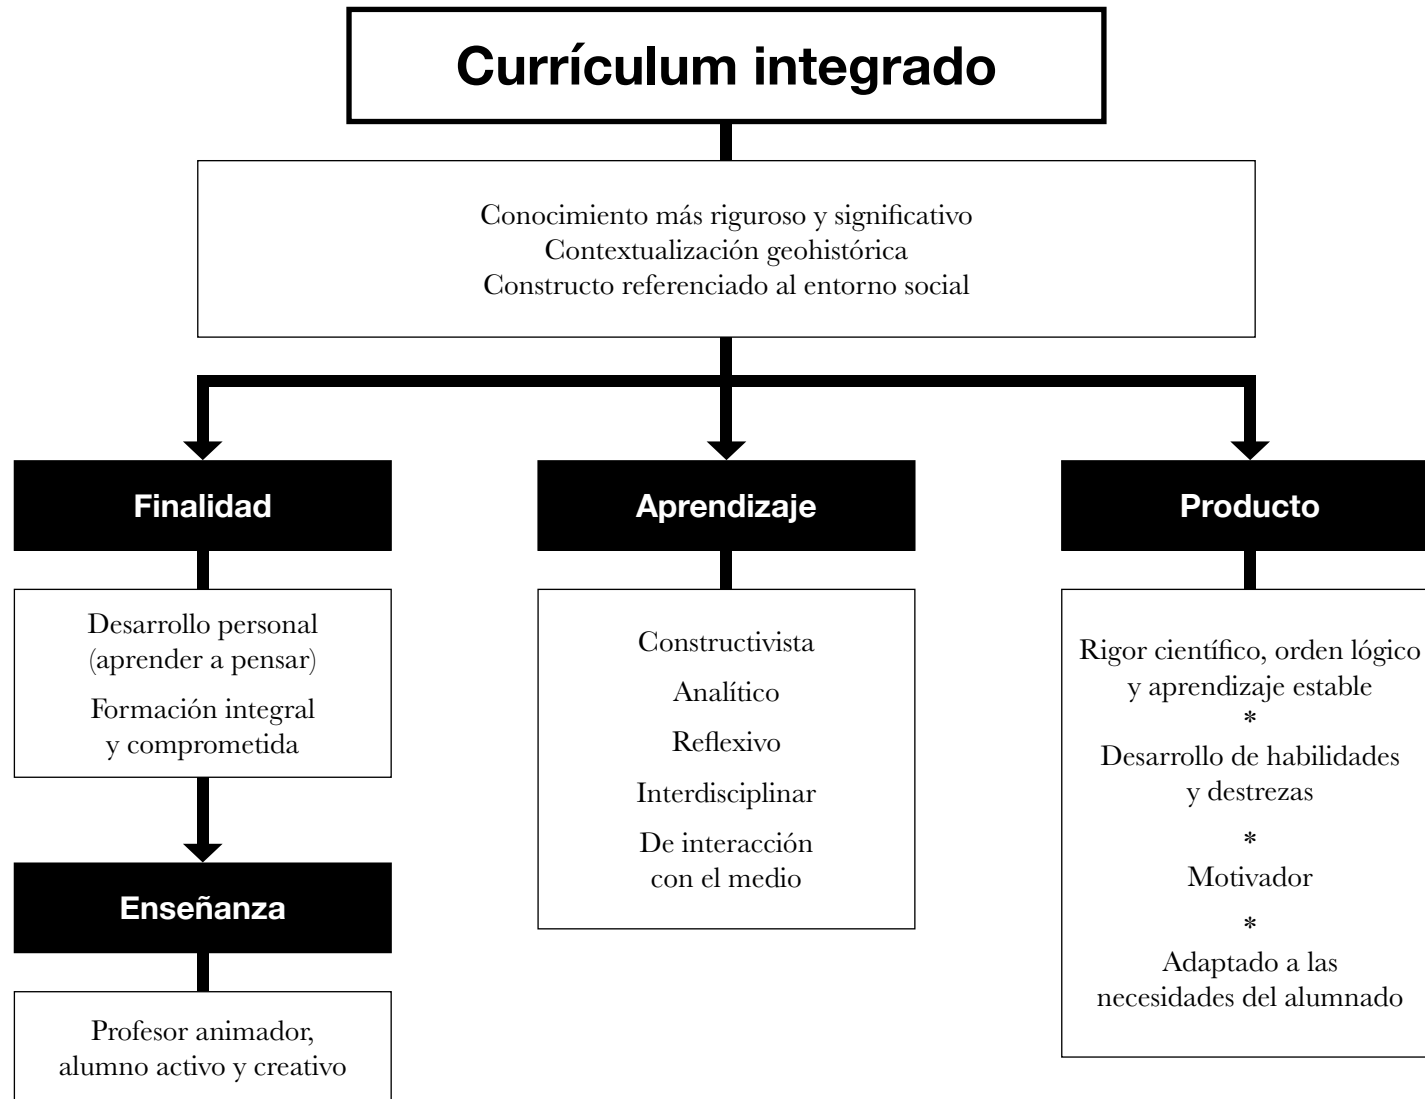 Currículum integrado
Conocimiento más riguroso y significativo
Contextualización geohistórica
Constructo referenciado al entorno social
Finalidad
Desarrollo personal
(aprender a pensar)
Formación integral
y comprometida
Enseñanza
Profesor animador,
alumno activo y creativo
Aprendizaje
Constructivista
Analítico
Reflexivo
Interdisciplinar
De interacción
con el medio
Producto
Rigor científico, orden lógico
y aprendizaje estable
*
Desarrollo de habilidades
y destrezas
*
Motivador
*
Adaptado a las
necesidades del alumnado